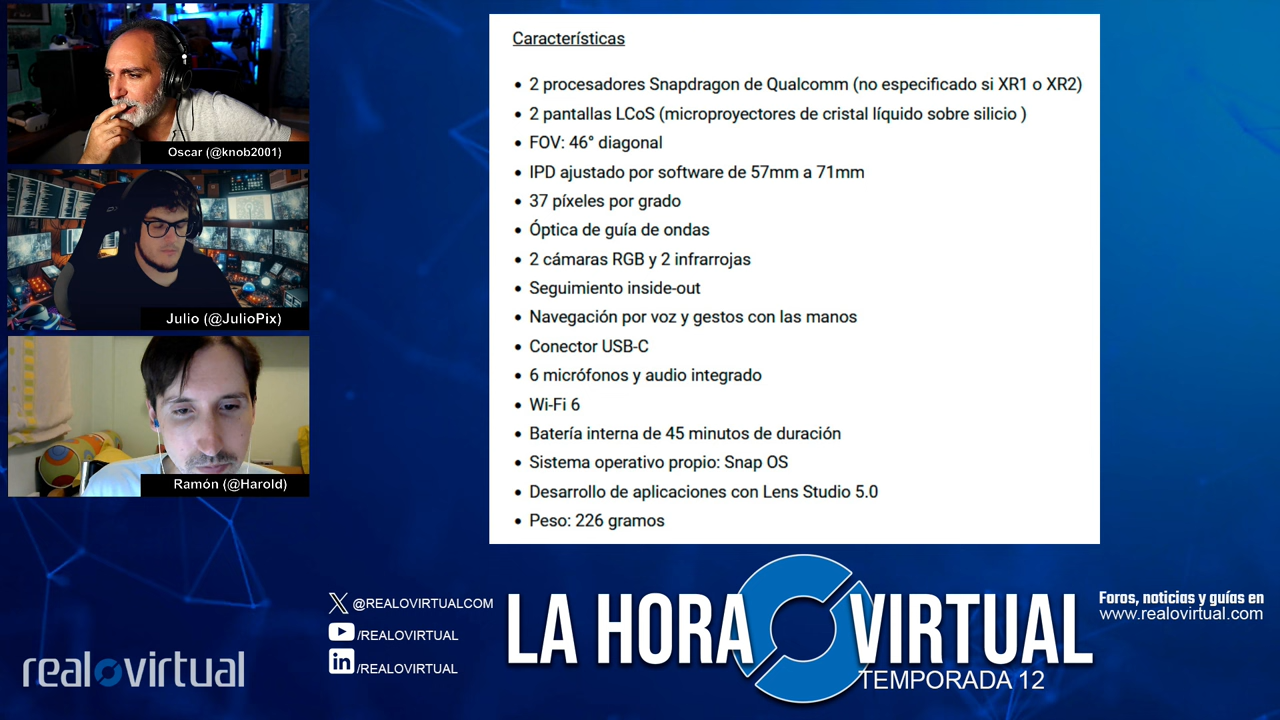 Oscar (@knob2001)
Julio (@JulioPix)
Ramón (@Harold)
Características
• 2 procesadores Snapdragon de Qualcomm (no especificado si XR1 o XR2)
• 2 pantallas LCoS (microproyectores de cristal líquido sobre silicio )
• FOV: 46° diagonal
• IPD ajustado por software de 57mm a 71mm
• 37 píxeles por grado
• Óptica de guía de ondas
• 2 cámaras RGB y 2 infrarrojas
• Seguimiento inside-out
• Navegación por voz y gestos con las manos
• Conector USB-C
• 6 micrófonos y audio integrado
• Wi-Fi 6
• Batería interna de 45 minutos de duración
• Sistema operativo propio: Snap OS
• Desarrollo de aplicaciones con Lens Studio 5.0
• Peso: 226 gramos
realovirtual
@REALOVIRTUALCOM
/REALOVIRTUAL
/REALOVIRTUAL
LA HORA VIRTUAL
TEMPORADA 12
Foros, noticias y guías en
www.realovirtual.com